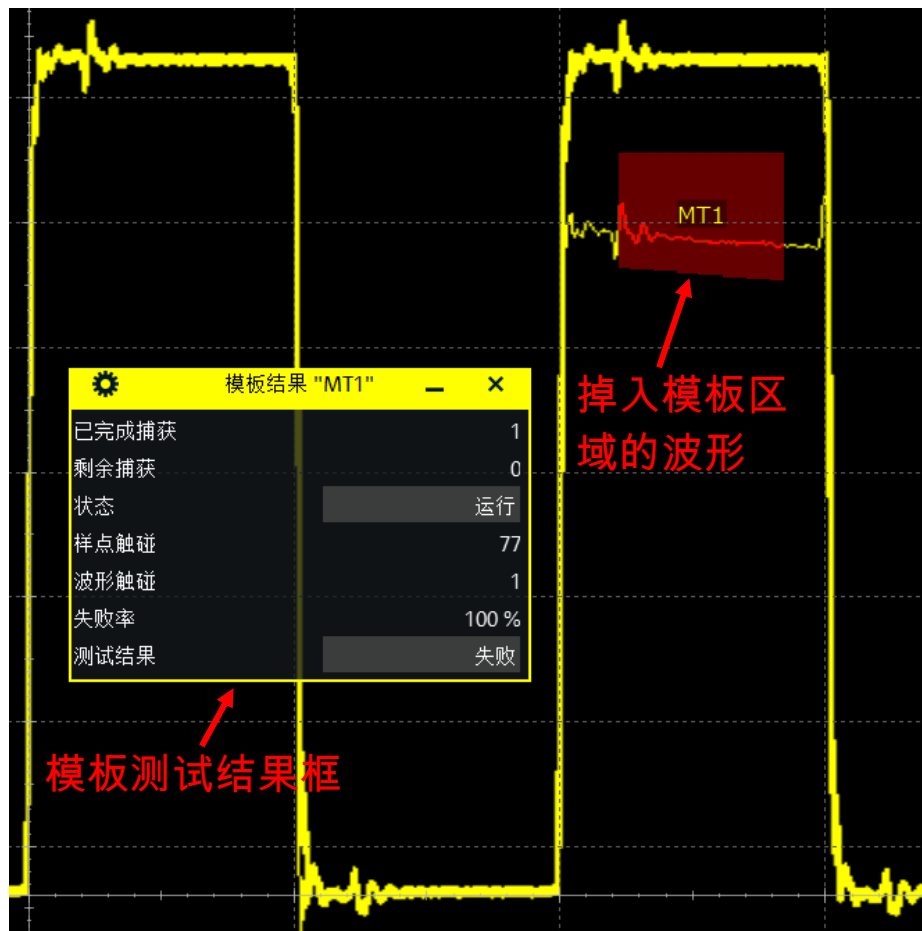 MT1
模板结果 "MT1"
已完成捕获 1
剩余捕获 0
状态 运行
样点触碰 77
波形触碰 1
失败率 100 %
测试结果 失败
掉入模板区
域的波形
模板测试结果框